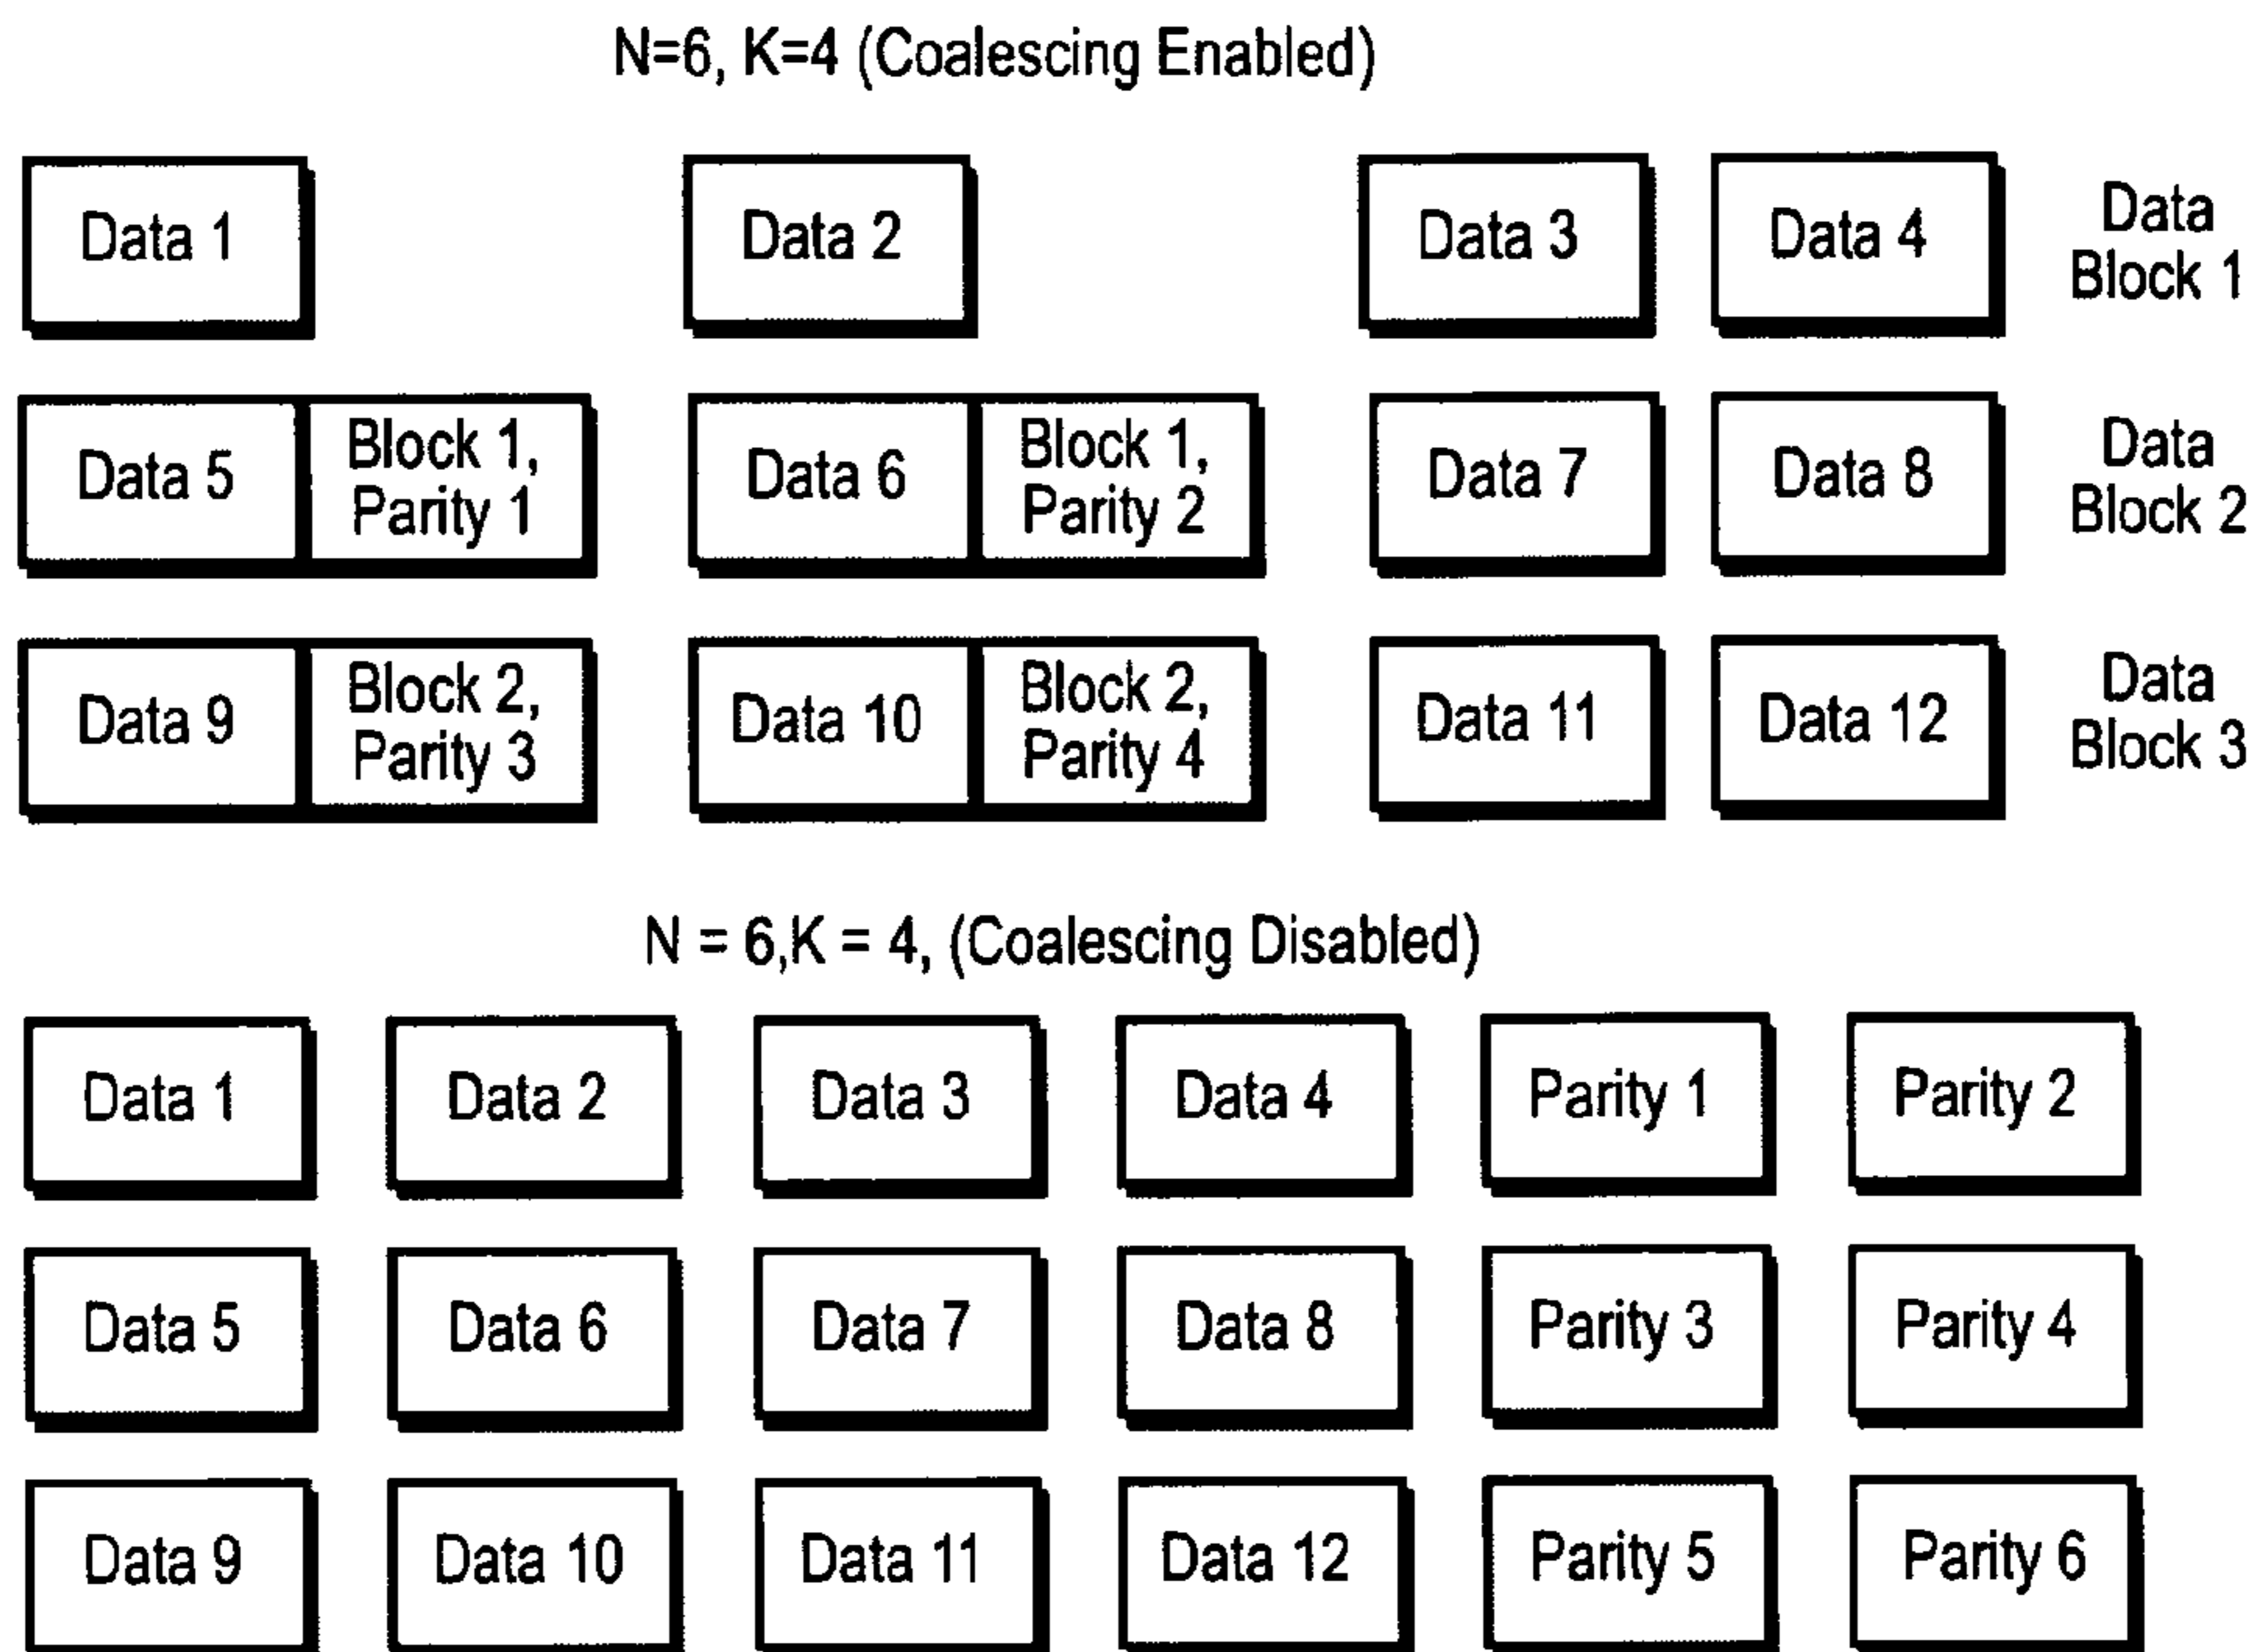 N=6, K=4 (Coalescing Enabled)
Data 1
Data 2
Data 3
Data 4
Data
Block 1
Data 5
Block 1,
Parity 1
Data 6
Block 1,
Parity 2
Data 7
Data 8
Data
Block 2
Data 9
Block 2,
Parity 3
Data 10
Block 2,
Parity 4
Data 11
Data 12
Data
Block 3
N = 6,K = 4, (Coalescing Disabled)
Data 1
Data 2
Data 3
Data 4
Parity 1
Parity 2
Data 5
Data 6
Data 7
Data 8
Parity 3
Parity 4
Data 9
Data 10
Data 11
Data 12
Parity 5
Parity 6